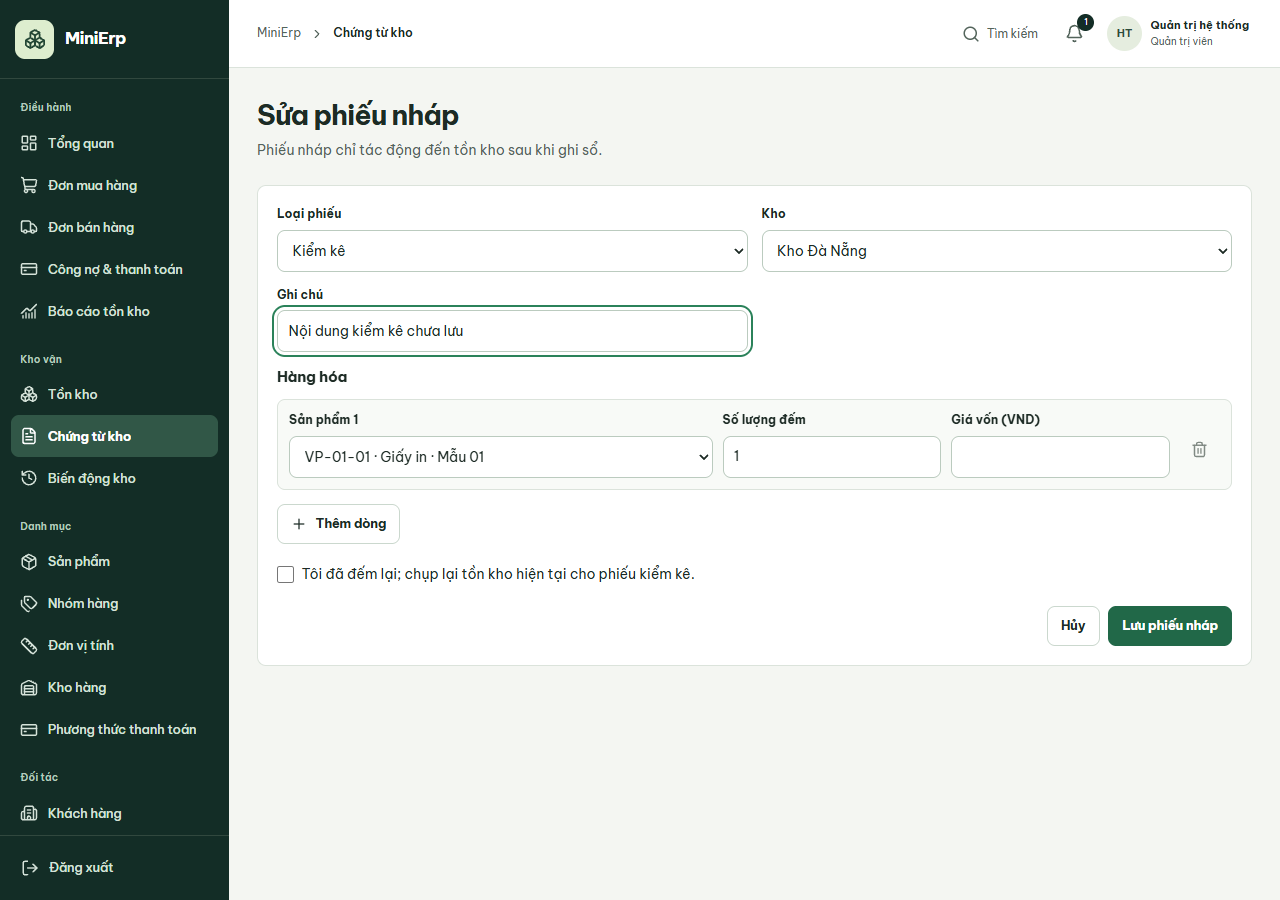 MiniErp
MiniErp
Chứng từ kho
Tìm kiếm
1
HT
Quản trị hệ thống
Quản trị viên
Điều hành
Tổng quan
Đơn mua hàng
Đơn bán hàng
Công nợ & thanh toán
Báo cáo tồn kho
Kho vận
Tồn kho
Chứng từ kho
Biến động kho
Danh mục
Sản phẩm
Nhóm hàng
Đơn vị tính
Kho hàng
Phương thức thanh toán
Đối tác
Khách hàng
Đăng xuất
Sửa phiếu nháp
Phiếu nháp chỉ tác động đến tồn kho sau khi ghi sổ.
Loại phiếu
Kho
Kiểm kê
Kho Đà Nẵng
Ghi chú
Nội dung kiểm kê chưa lưu
Hàng hóa
Sản phẩm 1
Số lượng đếm
Giá vốn (VND)
VP-01-01 · Giấy in · Mẫu 01
1
Thêm dòng
Tôi đã đếm lại; chụp lại tồn kho hiện tại cho phiếu kiểm kê.
Hủy
Lưu phiếu nháp